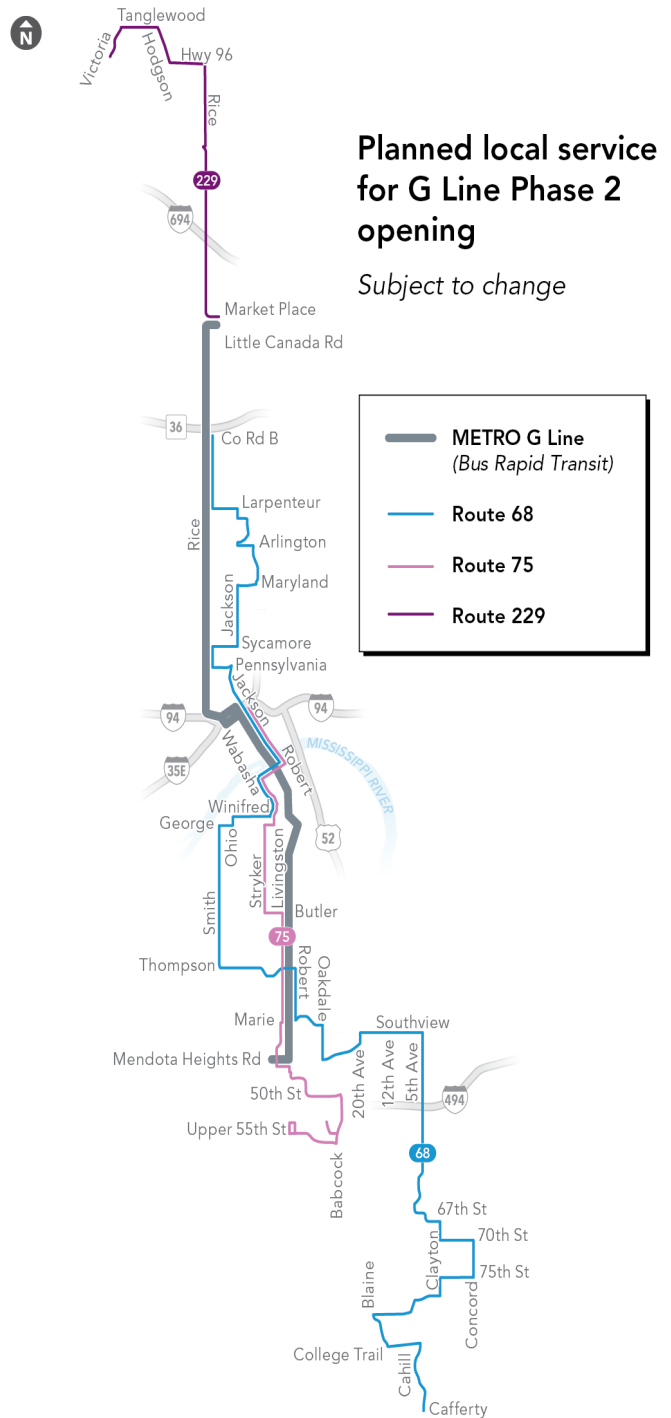 N
Tanglewood
Victoria
Hodgson
Hwy 96
Rice
229
694
Planned local service
for G Line Phase 2
opening
Subject to change
Market Place
Little Canada Rd
36
Co Rd B
METRO G Line
(Bus Rapid Transit)
Route 68
Route 75
Route 229
Larpenteur
Rice
Arlington
Maryland
Jackson
Sycamore
Pennsylvania
Jackson
94
94
35E
Wabasha
Robert
MISSISSIPPI RIVER
52
Winifred
George
Ohio
Stryker
Livingston
Smith
Butler
75
Thompson
Robert
Oakdale
Marie
Southview
Mendota Heights Rd
20th Ave
12th Ave
5th Ave
50th St
494
Upper 55th St
Babcock
68
67th St
70th St
Clayton
75th St
Blaine
Concord
College Trail
Cahill
Cafferty